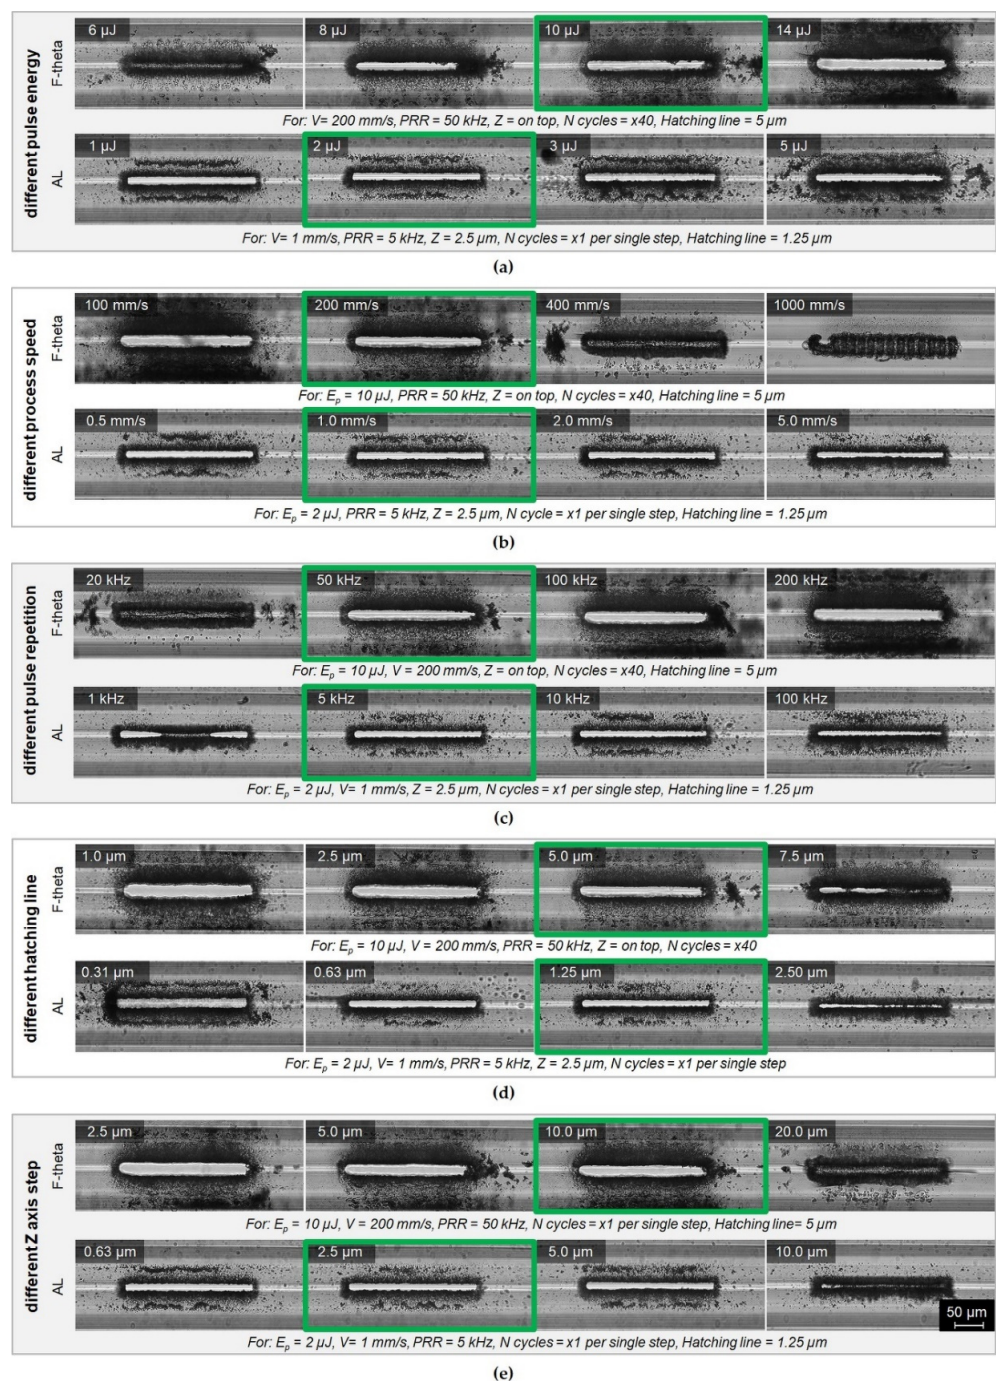 different pulse energy
F-theta
6 µJ
8 µJ
10 µJ
14 µJ
For: V= 200 mm/s, PRR = 50 kHz, Z = on top, N cycles = x40, Hatching line = 5 µm
AL
1 µJ
2 µJ
3 µJ
5 µJ
For: V= 1 mm/s, PRR = 5 kHz, Z = 2.5 µm, N cycles = x1 per single step, Hatching line = 1.25 µm
(a)
different process speed
F-theta
100 mm/s
200 mm/s
400 mm/s
1000 mm/s
For: Ep = 10 µJ, PRR = 50 kHz, Z = on top, N cycles = x40, Hatching line = 5 µm
AL
0.5 mm/s
1.0 mm/s
2.0 mm/s
5.0 mm/s
For: Ep = 2 µJ, PRR = 5 kHz, Z = 2.5 µm, N cycle = x1 per single step, Hatching line = 1.25 µm
(b)
different pulse repetition
F-theta
20 kHz
50 kHz
100 kHz
200 kHz
For: Ep = 10 µJ, V = 200 mm/s, Z = on top, N cycles = x40, Hatching line = 5 µm
AL
1 kHz
5 kHz
10 kHz
100 kHz
For: Ep = 2 µJ, V= 1 mm/s, Z = 2.5 µm, N cycles = x1 per single step, Hatching line = 1.25 µm
(c)
different hatching line
F-theta
1.0 µm
2.5 µm
5.0 µm
7.5 µm
For: Ep = 10 µJ, V = 200 mm/s, PRR = 50 kHz, Z = on top, N cycles = x40
AL
0.31 µm
0.63 µm
1.25 µm
2.50 µm
For: Ep = 2 µJ, V= 1 mm/s, PRR = 5 kHz, Z = 2.5 µm, N cycles = x1 per single step
(d)
different Z axis step
F-theta
2.5 µm
5.0 µm
10.0 µm
20.0 µm
For: Ep = 10 µJ, V = 200 mm/s, PRR = 50 kHz, N cycles = x1 per single step, Hatching line= 5 µm
AL
0.63 µm
2.5 µm
5.0 µm
10.0 µm
50 µm
For: Ep = 2 µJ, V= 1 mm/s, PRR = 5 kHz, N cycles = x1 per single step, Hatching line = 1.25 µm
(e)